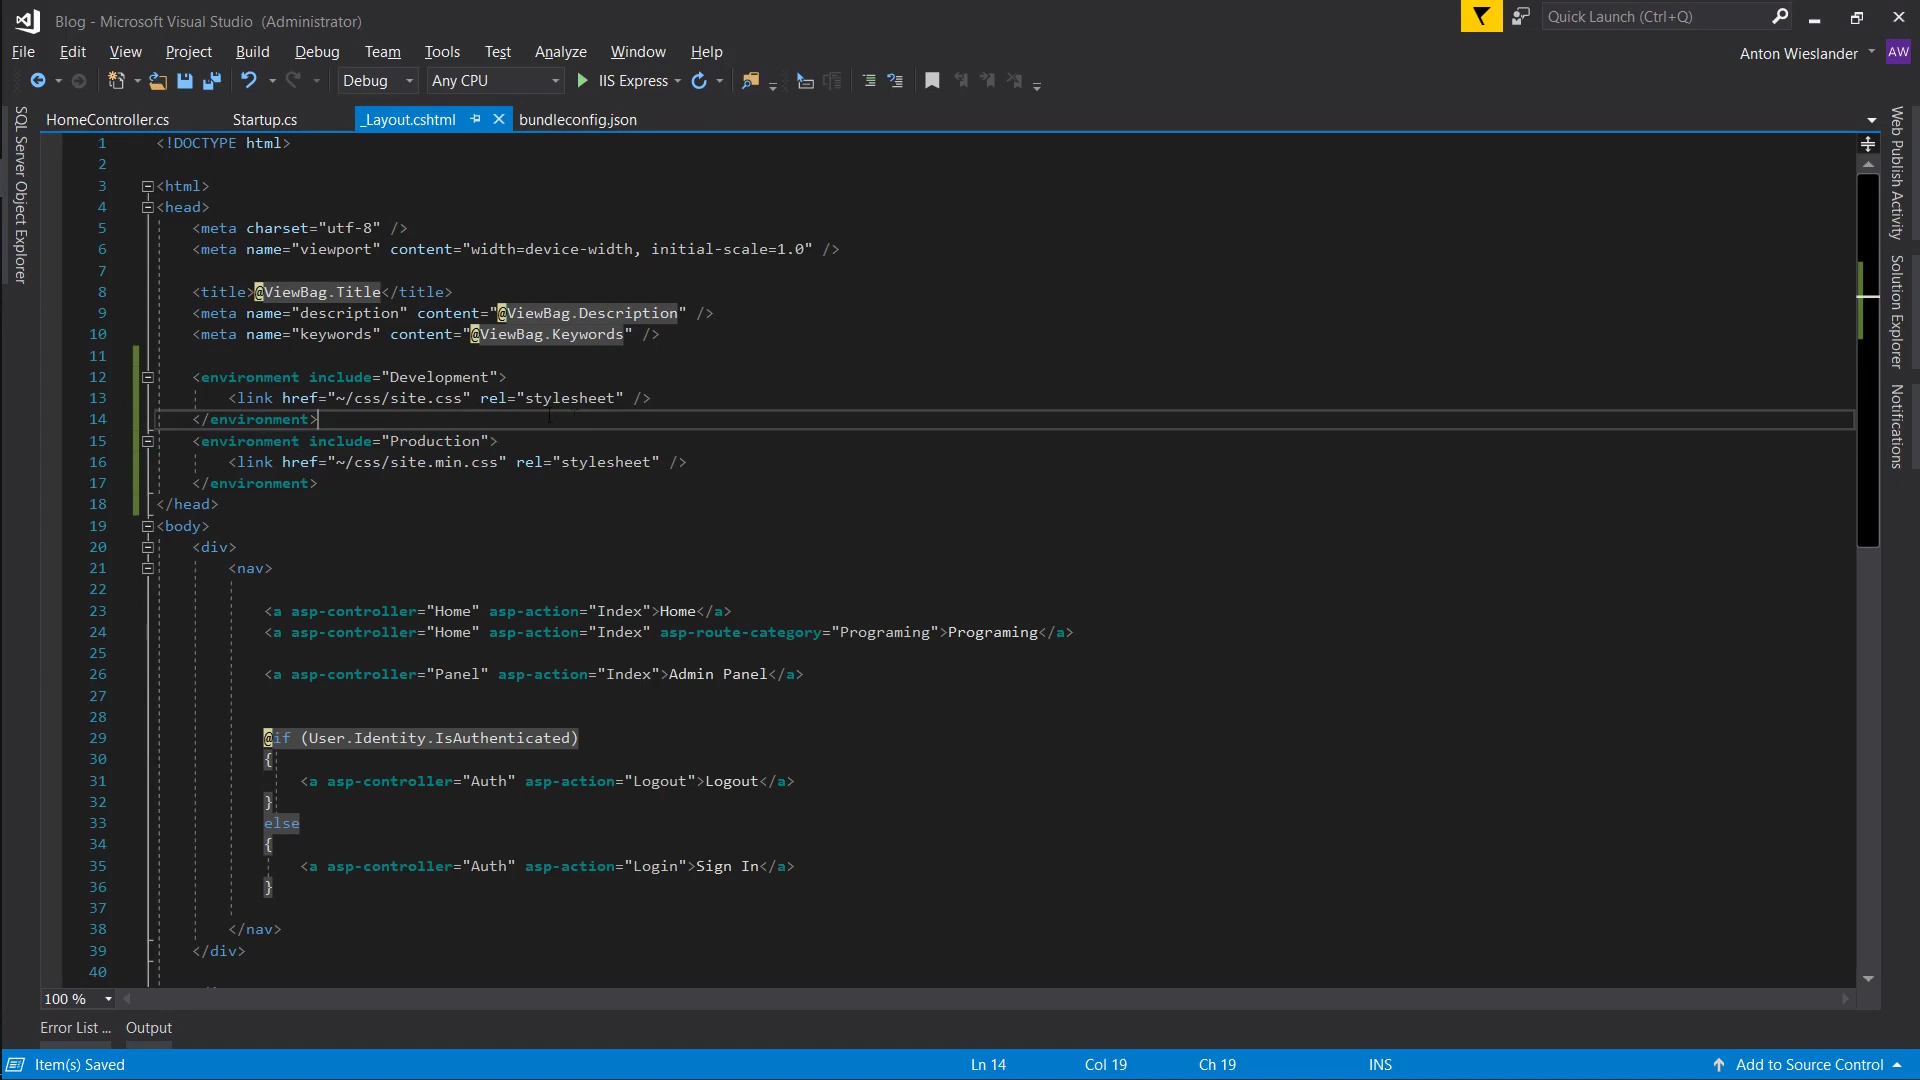 Blog - Microsoft Visual Studio (Administrator)
Quick Launch (Ctrl+Q)
File Edit View Project Build Debug Team Tools Test Analyze Window Help
Anton Wieslander AW
Debug Any CPU IIS Express
SQL Server Object Explorer
HomeController.cs Startup.cs _Layout.cshtml bundleconfig.json
1 <!DOCTYPE html>
2
3 <html>
4 <head>
5 <meta charset="utf-8" />
6 <meta name="viewport" content="width=device-width, initial-scale=1.0" />
7
8 <title>@ViewBag.Title</title>
9 <meta name="description" content="@ViewBag.Description" />
10 <meta name="keywords" content="@ViewBag.Keywords" />
11
12 <environment include="Development">
13 <link href="~/css/site.css" rel="stylesheet" />
14 </environment>
15 <environment include="Production">
16 <link href="~/css/site.min.css" rel="stylesheet" />
17 </environment>
18 </head>
19 <body>
20 <div>
21 <nav>
22
23 <a asp-controller="Home" asp-action="Index">Home</a>
24 <a asp-controller="Home" asp-action="Index" asp-route-category="Programing">Programing</a>
25
26 <a asp-controller="Panel" asp-action="Index">Admin Panel</a>
27
28
29 @if (User.Identity.IsAuthenticated)
30 {
31 <a asp-controller="Auth" asp-action="Logout">Logout</a>
32 }
33 else
34 {
35 <a asp-controller="Auth" asp-action="Login">Sign In</a>
36 }
37
38 </nav>
39 </div>
40
Web Publish Activity
Solution Explorer
Notifications
100 %
Error List ... Output
Item(s) Saved Ln 14 Col 19 Ch 19 INS Add to Source Control